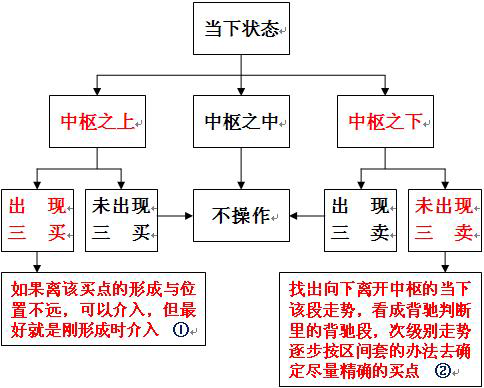 当下状态
中枢之上
中枢之中
中枢之下
出现
三买
未出现
三买
不操作
出现
三卖
未出现
三卖
如果离该买点的形成与
位置不远，可以介入，但最
好就是刚形成时介入 ①
找出向下离开中枢的当下
该段走势，看成背驰判断
里的背驰段，次级别走势
逐步按区间套的办法去确
定尽量精确的买点 ②